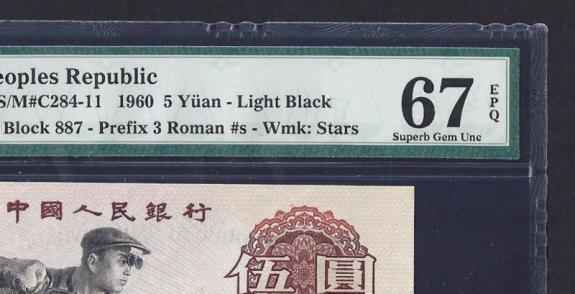 eoples Republic
S/M#C284-11 1960 5 Yüan - Light Black
Block 887 - Prefix 3 Roman #s - Wmk: Stars
67 EPQ
Superb Gem Unc
中國人民銀行
伍圓